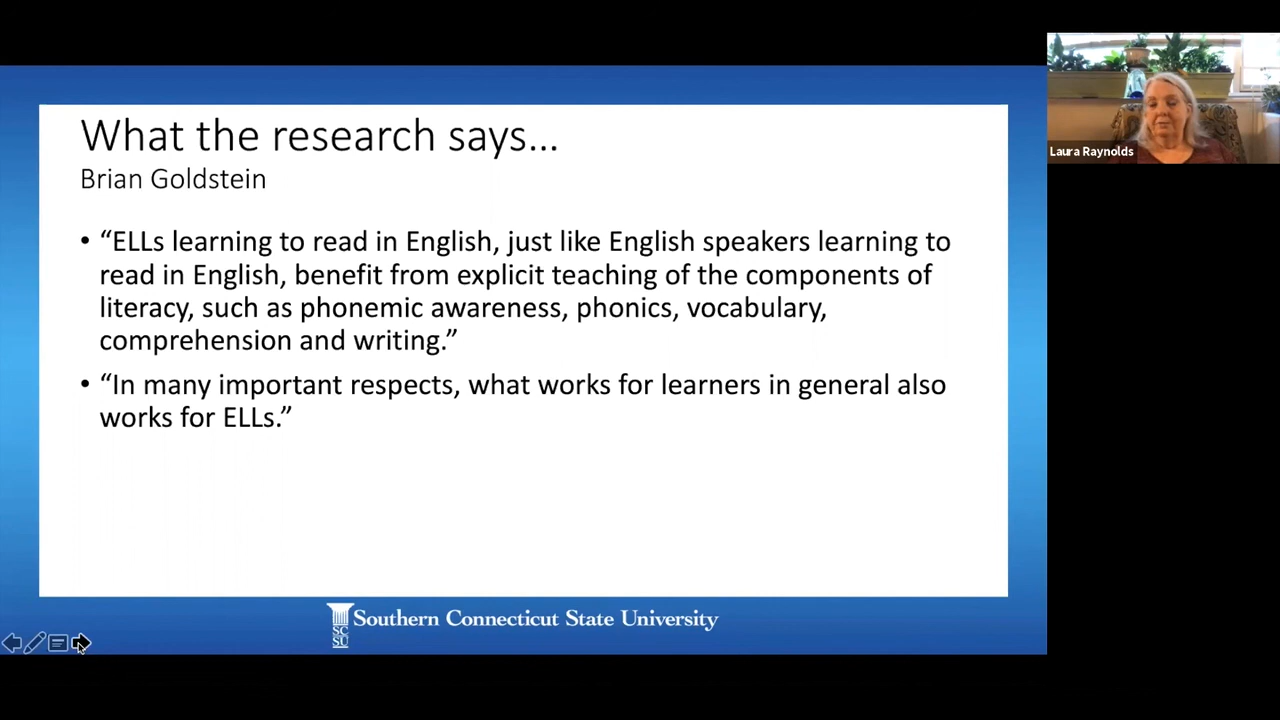 What the research says…
Brian Goldstein
• “ELLs learning to read in English, just like English speakers learning to
read in English, benefit from explicit teaching of the components of
literacy, such as phonemic awareness, phonics, vocabulary,
comprehension and writing.”
• “In many important respects, what works for learners in general also
works for ELLs.”
SC
SU
Southern Connecticut State University
Laura Raynolds